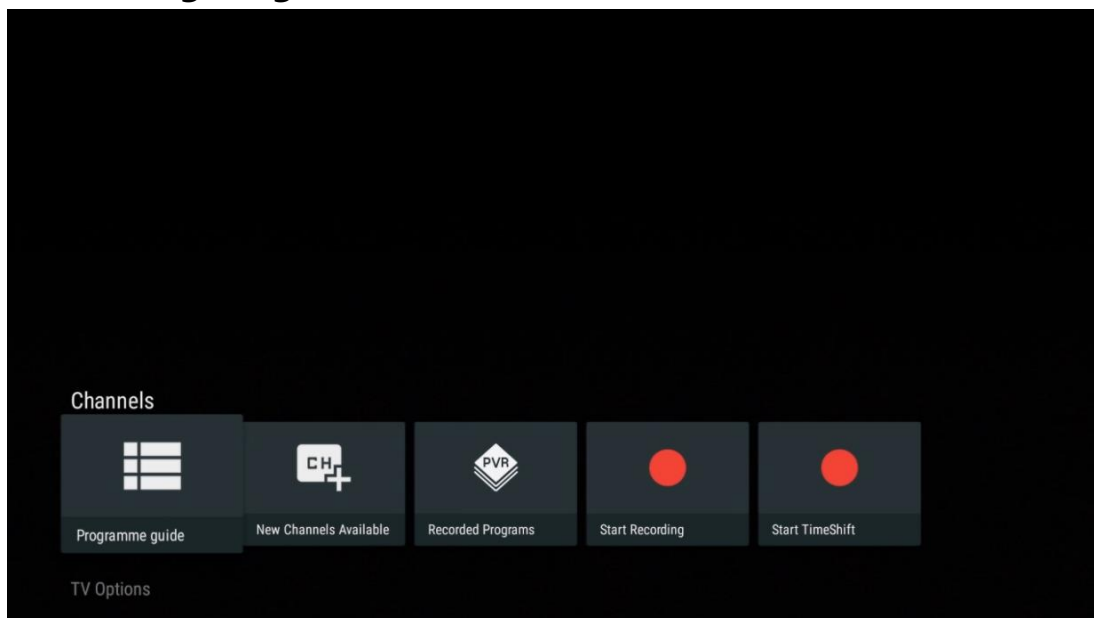 Channels
CH
PVR
Programme guide
New Channels Available
Recorded Programs
Start Recording
Start TimeShift
TV Options